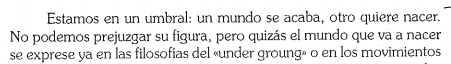 Estamos en un umbral: un mundo se acaba, otro quiere nacer.
No podemos prejuzgar su figura, pero quizás el mundo que va a nacer
se exprese ya en las filosofías del «under groung» o en los movimientos